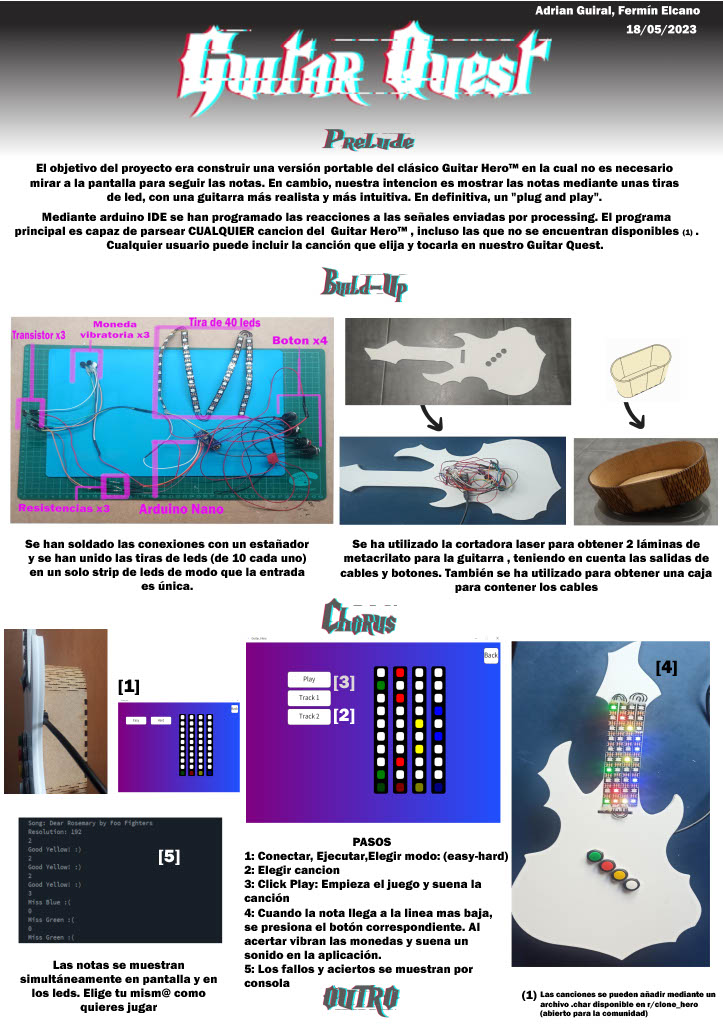 Adrian Guiral, Fermín Elcano
18/05/2023
Guitar Quest
Prelude
El objetivo del proyecto era construir una versión portable del clásico Guitar Hero™ en la cual no es necesario
mirar a la pantalla para seguir las notas. En cambio, nuestra intencion es mostrar las notas mediante unas tiras
de led, con una guitarra más realista y más intuitiva. En definitiva, un "plug and play".
Mediante arduino IDE se han programado las reacciones a las señales enviadas por processing. El programa
principal es capaz de parsear CUALQUIER cancion del Guitar Hero™ , incluso las que no se encuentran disponibles (1) .
Cualquier usuario puede incluir la canción que elija y tocarla en nuestro Guitar Quest.
Build-Up
Transistor x3
Moneda
vibratoria x3
Tira de 40 leds
Boton x4
Resistencias x3
Arduino Nano
Se han soldado las conexiones con un estañador
y se han unido las tiras de leds (de 10 cada uno)
en un solo strip de leds de modo que la entrada
es única.
Se ha utilizado la cortadora laser para obtener 2 láminas de
metacrilato para la guitarra , teniendo en cuenta las salidas de
cables y botones. También se ha utilizado para obtener una caja
para contener los cables
Chorus
[1]
Easy
Hard
Back
Play
[3]
Track 1
Track 2
[2]
[4]
Song: Dear Rosemary by Foo Fighters
Resolution: 192
2
Good Yellow! :)
2
Good Yellow! :)
2
Good Yellow! :)
3
Miss Blue :(
0
Miss Green :(
0
Miss Green :(
[5]
Las notas se muestran
simultáneamente en pantalla y en
los leds. Elige tu mism@ como
quieres jugar
PASOS
1: Conectar, Ejecutar,Elegir modo: (easy-hard)
2: Elegir cancion
3: Click Play: Empieza el juego y suena la
canción
4: Cuando la nota llega a la linea mas baja,
se presiona el botón correspondiente. Al
acertar vibran las monedas y suena un
sonido en la aplicación.
5: Los fallos y aciertos se muestran por
consola
OUTRO
(1) Las canciones se pueden añadir mediante un
archivo .char disponible en r/clone_hero
(abierto para la comunidad)